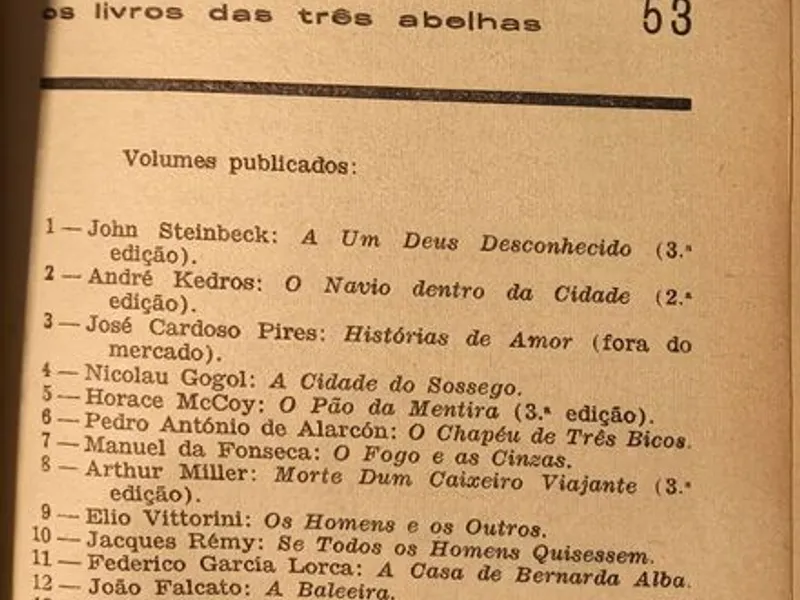 os livros das três abelhas 53
Volumes publicados:
1 — John Steinbeck: A Um Deus Desconhecido (3.ª
edição).
2 — André Kedros: O Navio dentro da Cidade (2.ª
edição).
3 — José Cardoso Pires: Histórias de Amor (fora do
mercado).
4 — Nicolau Gogol: A Cidade do Sossego.
5 — Horace McCoy: O Pão da Mentira (3.ª edição).
6 — Pedro António de Alarcón: O Chapéu de Três Bicos.
7 — Manuel da Fonseca: O Fogo e as Cinzas.
8 — Arthur Miller: Morte Dum Caixeiro Viajante (3.ª
edição).
9 — Elio Vittorini: Os Homens e os Outros.
10 — Jacques Rémy: Se Todos os Homens Quisessem.
11 — Federico García Lorca: A Casa de Bernarda Alba.
12 — João Falcato: A Baleeira.